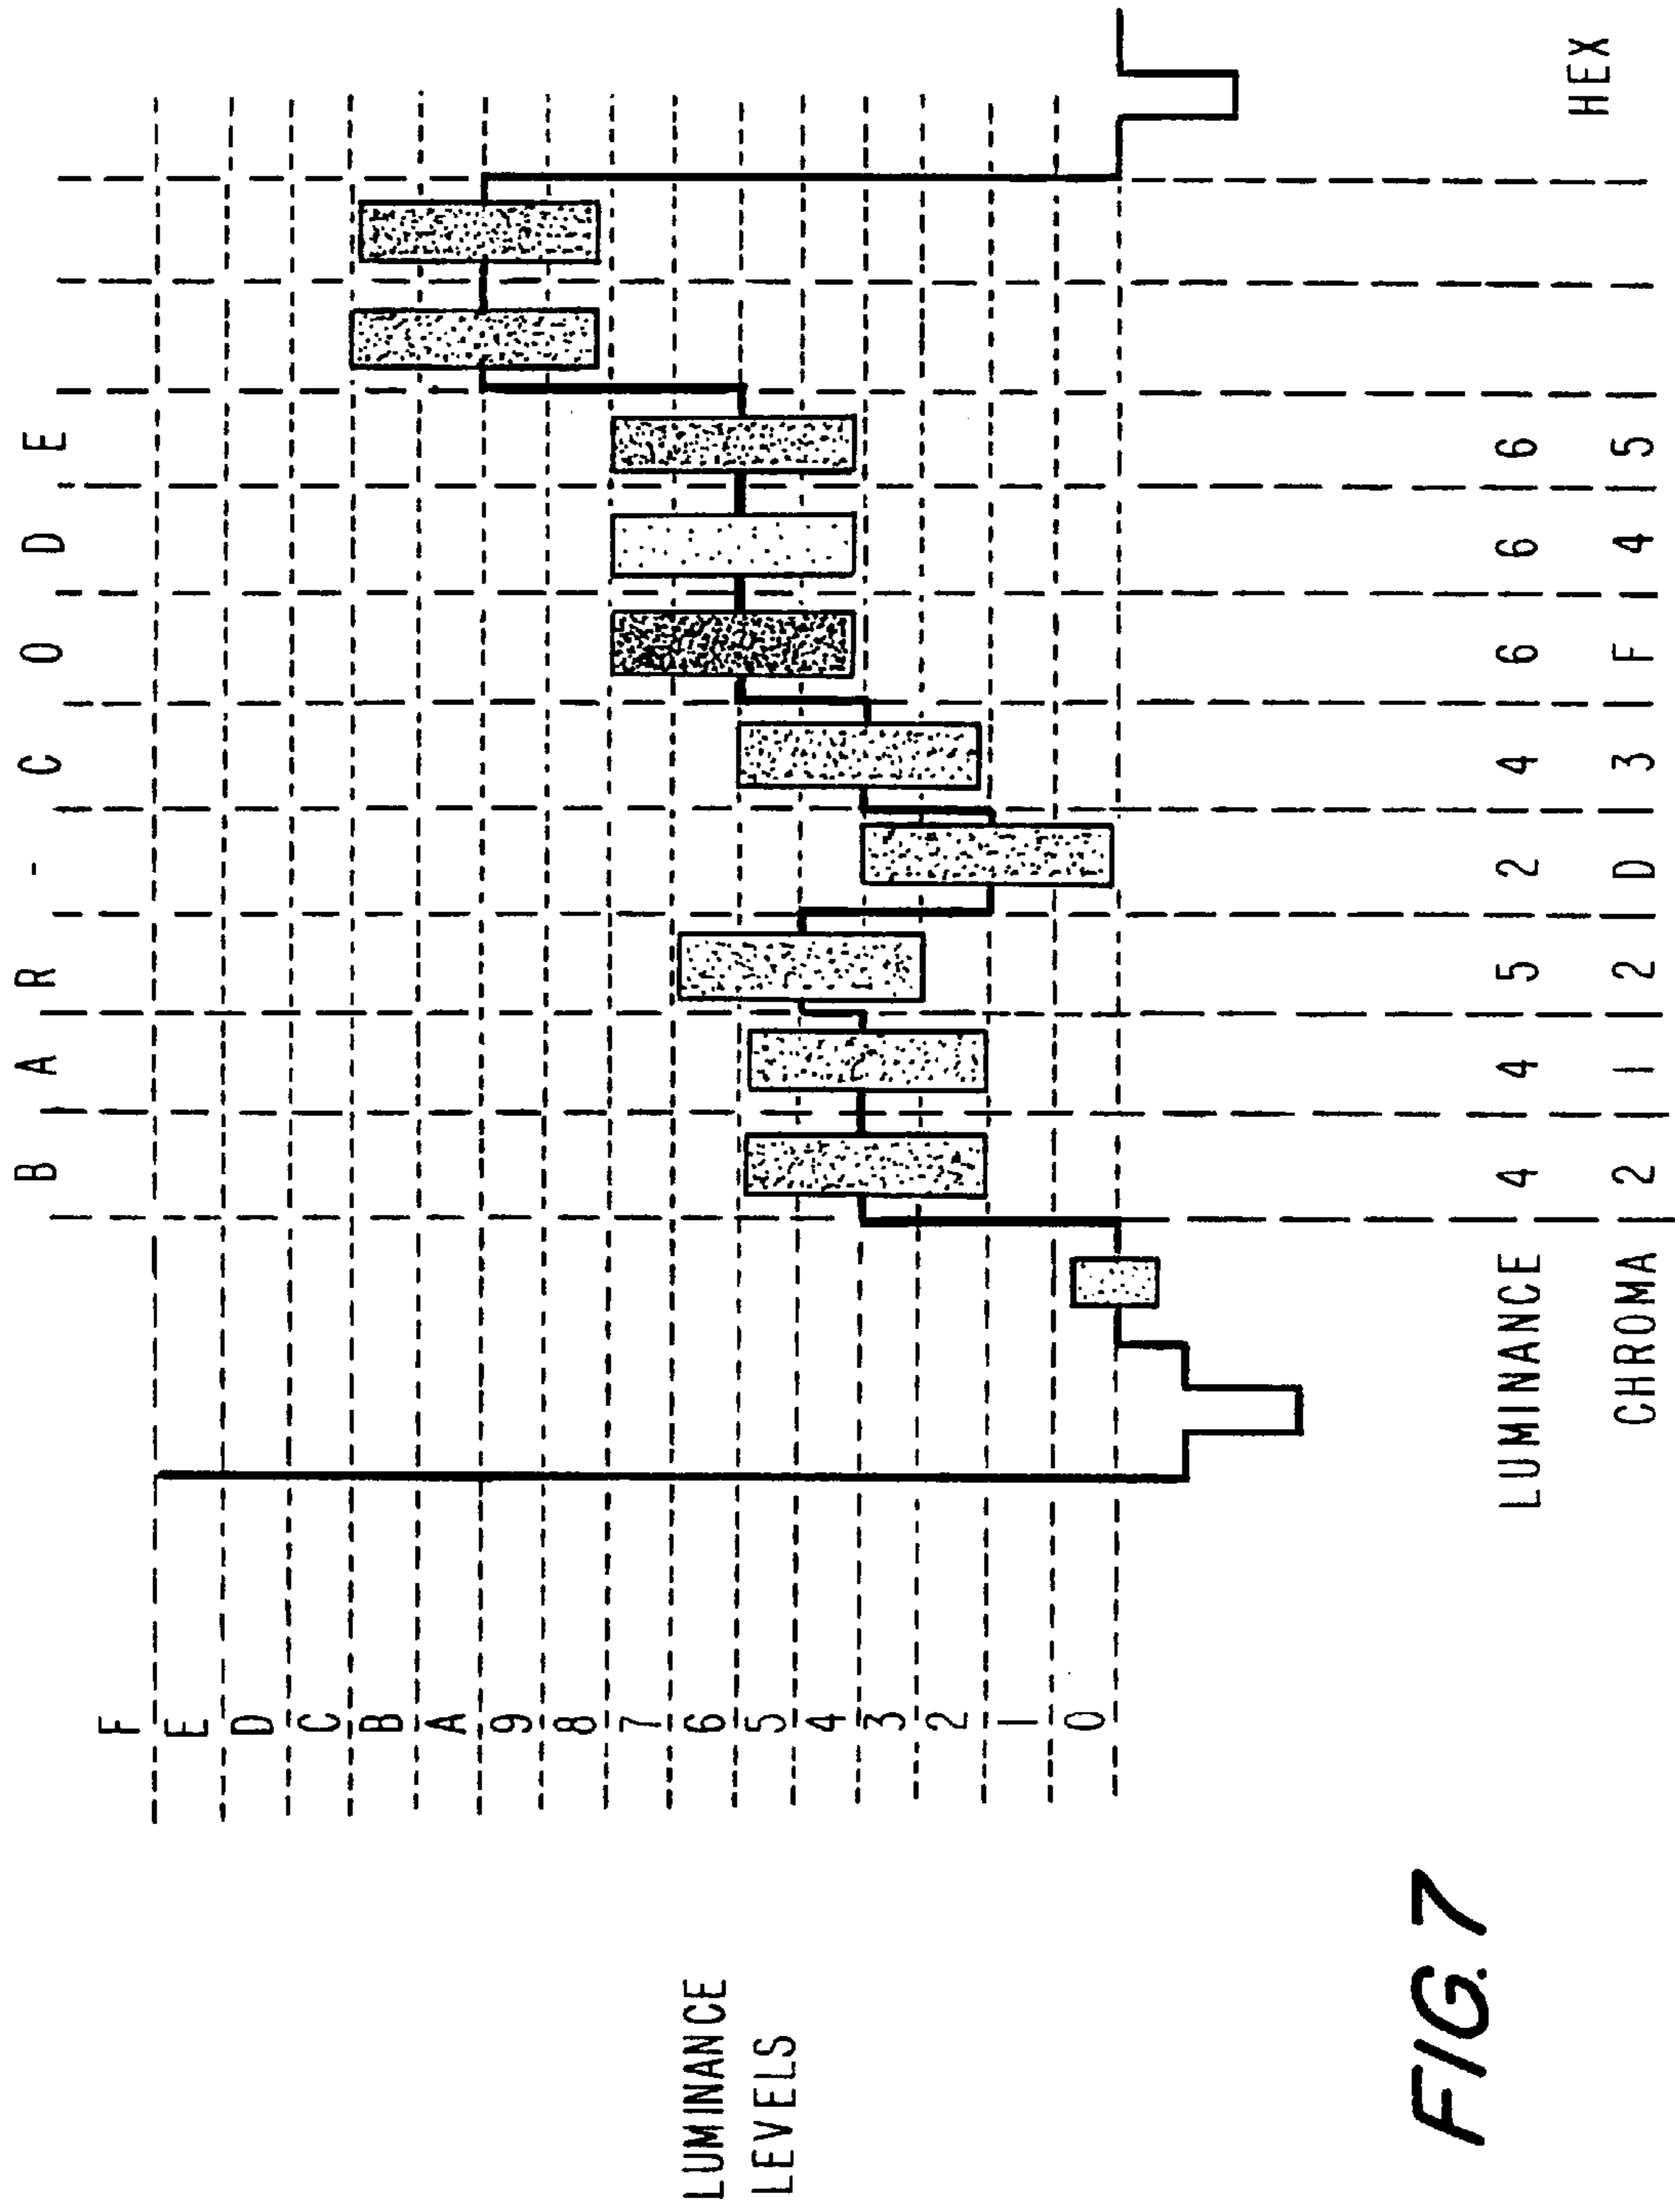 B A R - C O D E
F
E
D
C
B
A
9
8
7
6
5
4
3
2
1
0
LUMINANCE
LEVELS
LUMINANCE 4 4 5 2 4 6 6 6
HEX
CHROMA 2 1 2 D 3 F 4 5
FIG. 7